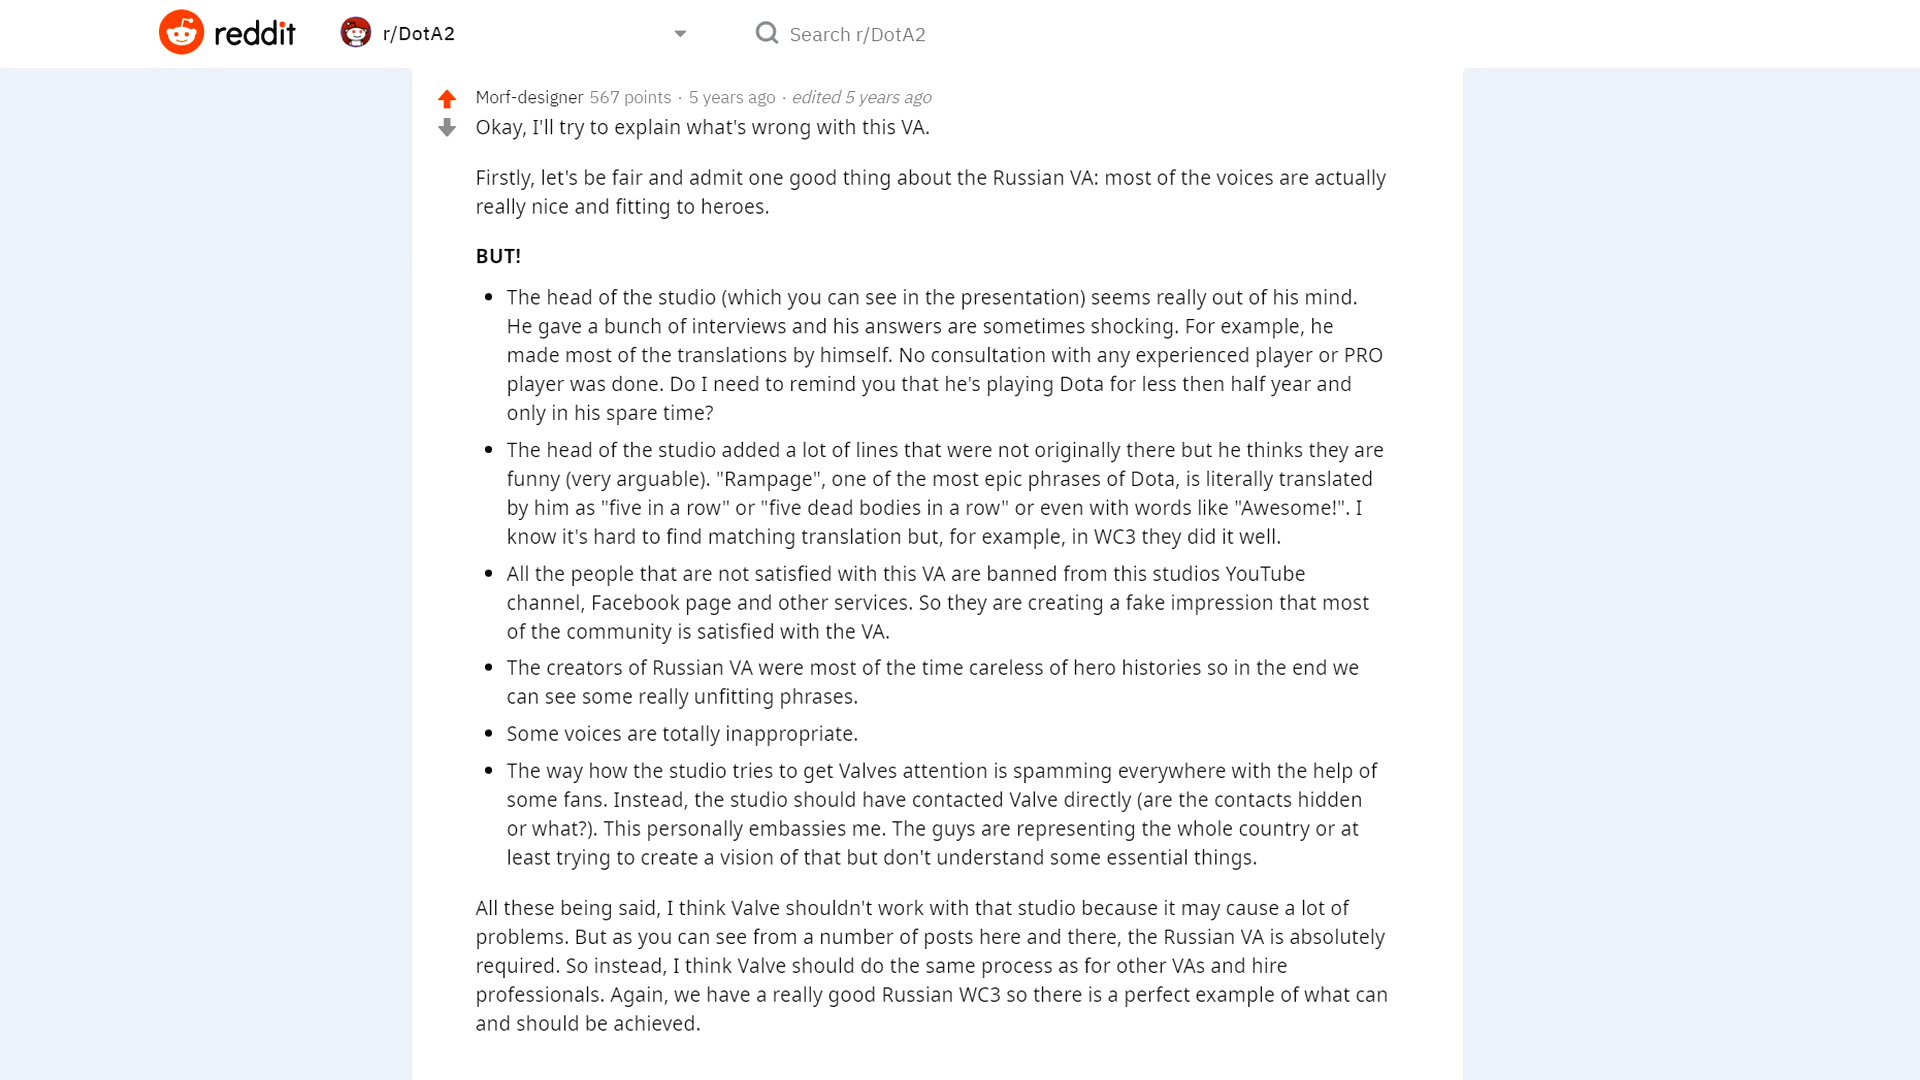 reddit r/DotA2 Search r/DotA2
Morf-designer 567 points · 5 years ago · edited 5 years ago
Okay, I'll try to explain what's wrong with this VA.
Firstly, let's be fair and admit one good thing about the Russian VA: most of the voices are actually
really nice and fitting to heroes.
BUT!
• The head of the studio (which you can see in the presentation) seems really out of his mind.
He gave a bunch of interviews and his answers are sometimes shocking. For example, he
made most of the translations by himself. No consultation with any experienced player or PRO
player was done. Do I need to remind you that he's playing Dota for less then half year and
only in his spare time?
• The head of the studio added a lot of lines that were not originally there but he thinks they are
funny (very arguable). "Rampage", one of the most epic phrases of Dota, is literally translated
by him as "five in a row" or "five dead bodies in a row" or even with words like "Awesome!". I
know it's hard to find matching translation but, for example, in WC3 they did it well.
• All the people that are not satisfied with this VA are banned from this studios YouTube
channel, Facebook page and other services. So they are creating a fake impression that most
of the community is satisfied with the VA.
• The creators of Russian VA were most of the time careless of hero histories so in the end we
can see some really unfitting phrases.
• Some voices are totally inappropriate.
• The way how the studio tries to get Valves attention is spamming everywhere with the help of
some fans. Instead, the studio should have contacted Valve directly (are the contacts hidden
or what?). This personally embassies me. The guys are representing the whole country or at
least trying to create a vision of that but don't understand some essential things.
All these being said, I think Valve shouldn't work with that studio because it may cause a lot of
problems. But as you can see from a number of posts here and there, the Russian VA is absolutely
required. So instead, I think Valve should do the same process as for other VAs and hire
professionals. Again, we have a really good Russian WC3 so there is a perfect example of what can
and should be achieved.